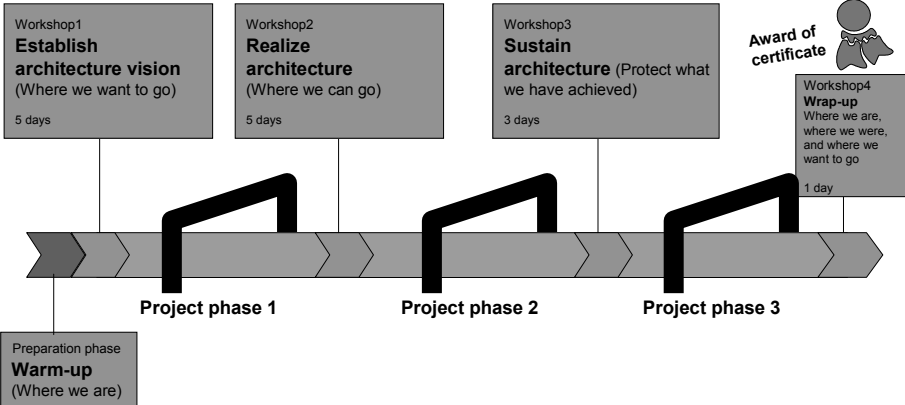 Workshop1
Establish
architecture vision
(Where we want to go)
5 days
Workshop2
Realize
architecture
(Where we can go)
5 days
Workshop3
Sustain
architecture (Protect what
we have achieved)
3 days
Award of
certificate
Workshop4
Wrap-up
Where we are,
where we were,
and where we
want to go
1 day
Project phase 1
Project phase 2
Project phase 3
Preparation phase
Warm-up
(Where we are)